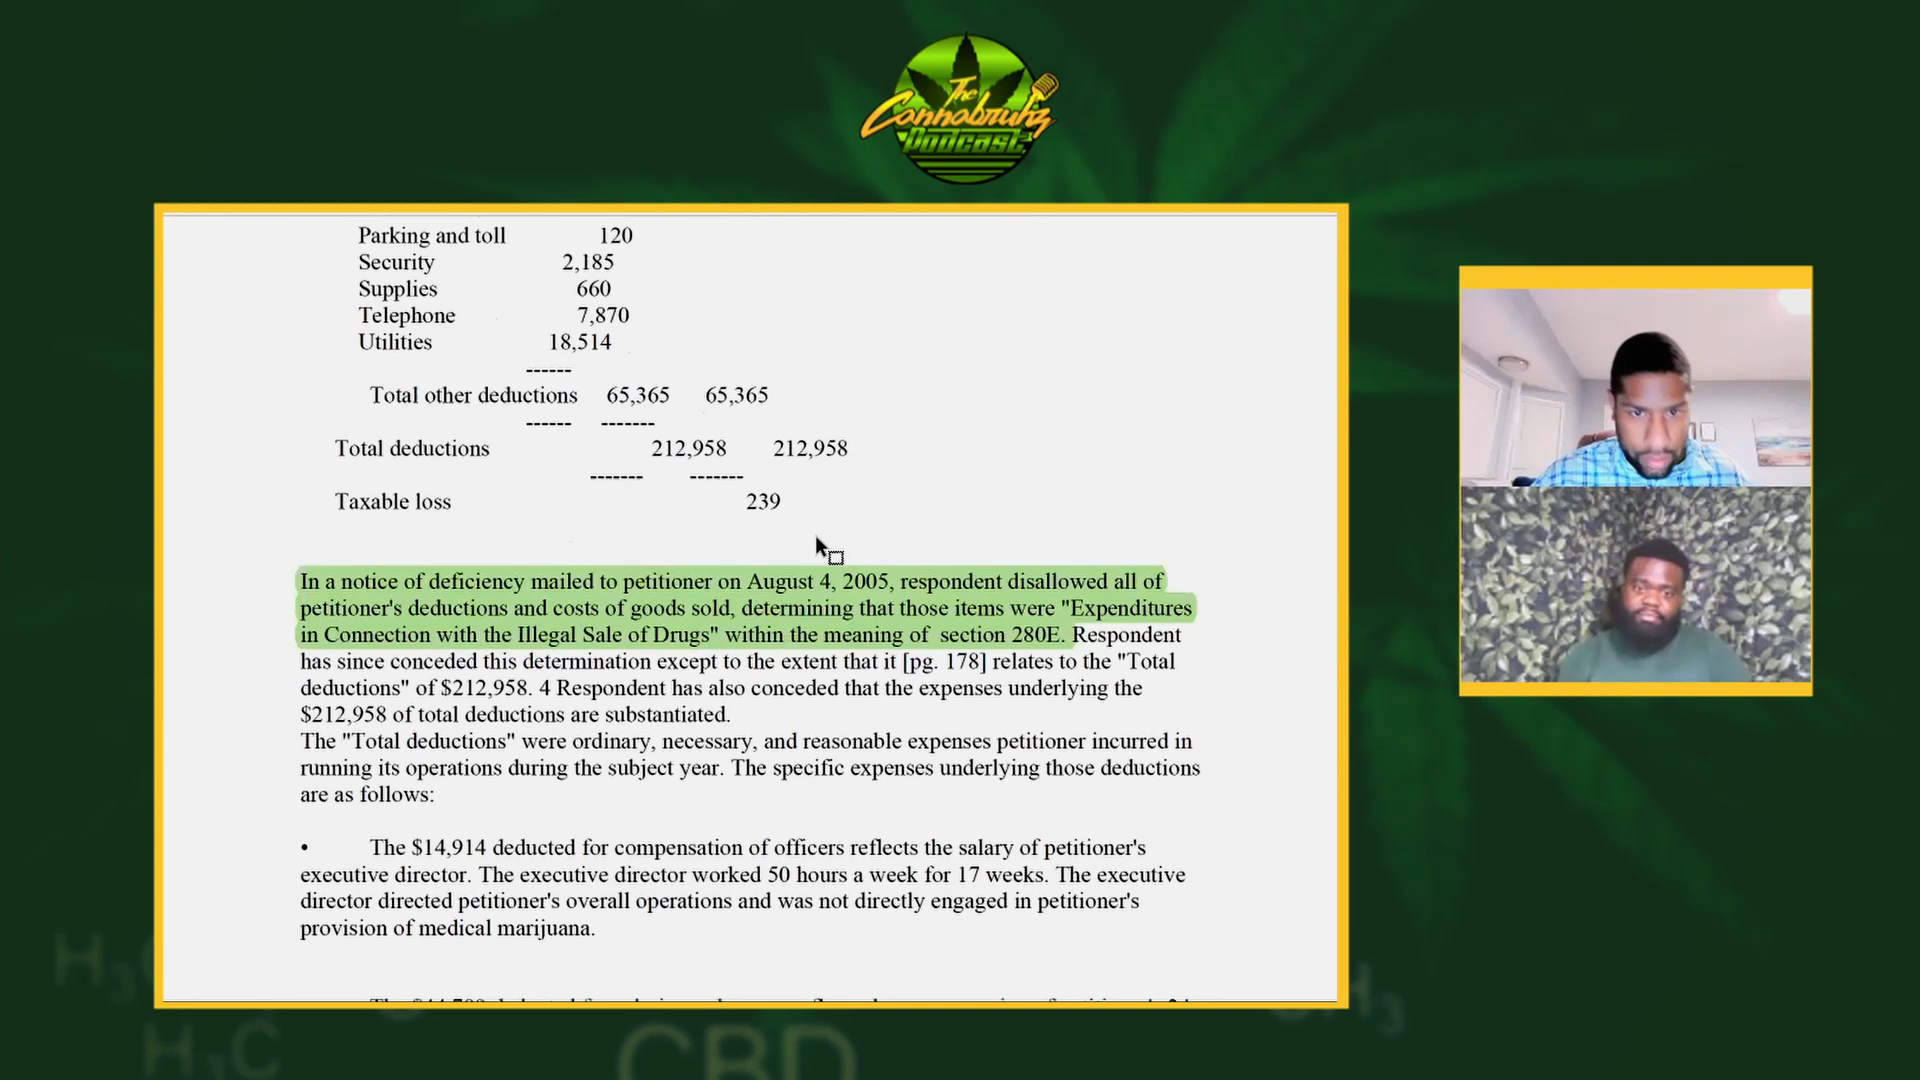 The
Cannabruhz
Podcast
Parking and toll 120
Security 2,185
Supplies 660
Telephone 7,870
Utilities 18,514
------
Total other deductions 65,365 65,365
------ -------
Total deductions 212,958 212,958
------- -------
Taxable loss 239
In a notice of deficiency mailed to petitioner on August 4, 2005, respondent disallowed all of
petitioner's deductions and costs of goods sold, determining that those items were "Expenditures
in Connection with the Illegal Sale of Drugs" within the meaning of section 280E. Respondent
has since conceded this determination except to the extent that it [pg. 178] relates to the "Total
deductions" of $212,958. 4 Respondent has also conceded that the expenses underlying the
$212,958 of total deductions are substantiated.
The "Total deductions" were ordinary, necessary, and reasonable expenses petitioner incurred in
running its operations during the subject year. The specific expenses underlying those deductions
are as follows:
• The $14,914 deducted for compensation of officers reflects the salary of petitioner's
executive director. The executive director worked 50 hours a week for 17 weeks. The executive
director directed petitioner's overall operations and was not directly engaged in petitioner's
provision of medical marijuana.
H₃C
CBD